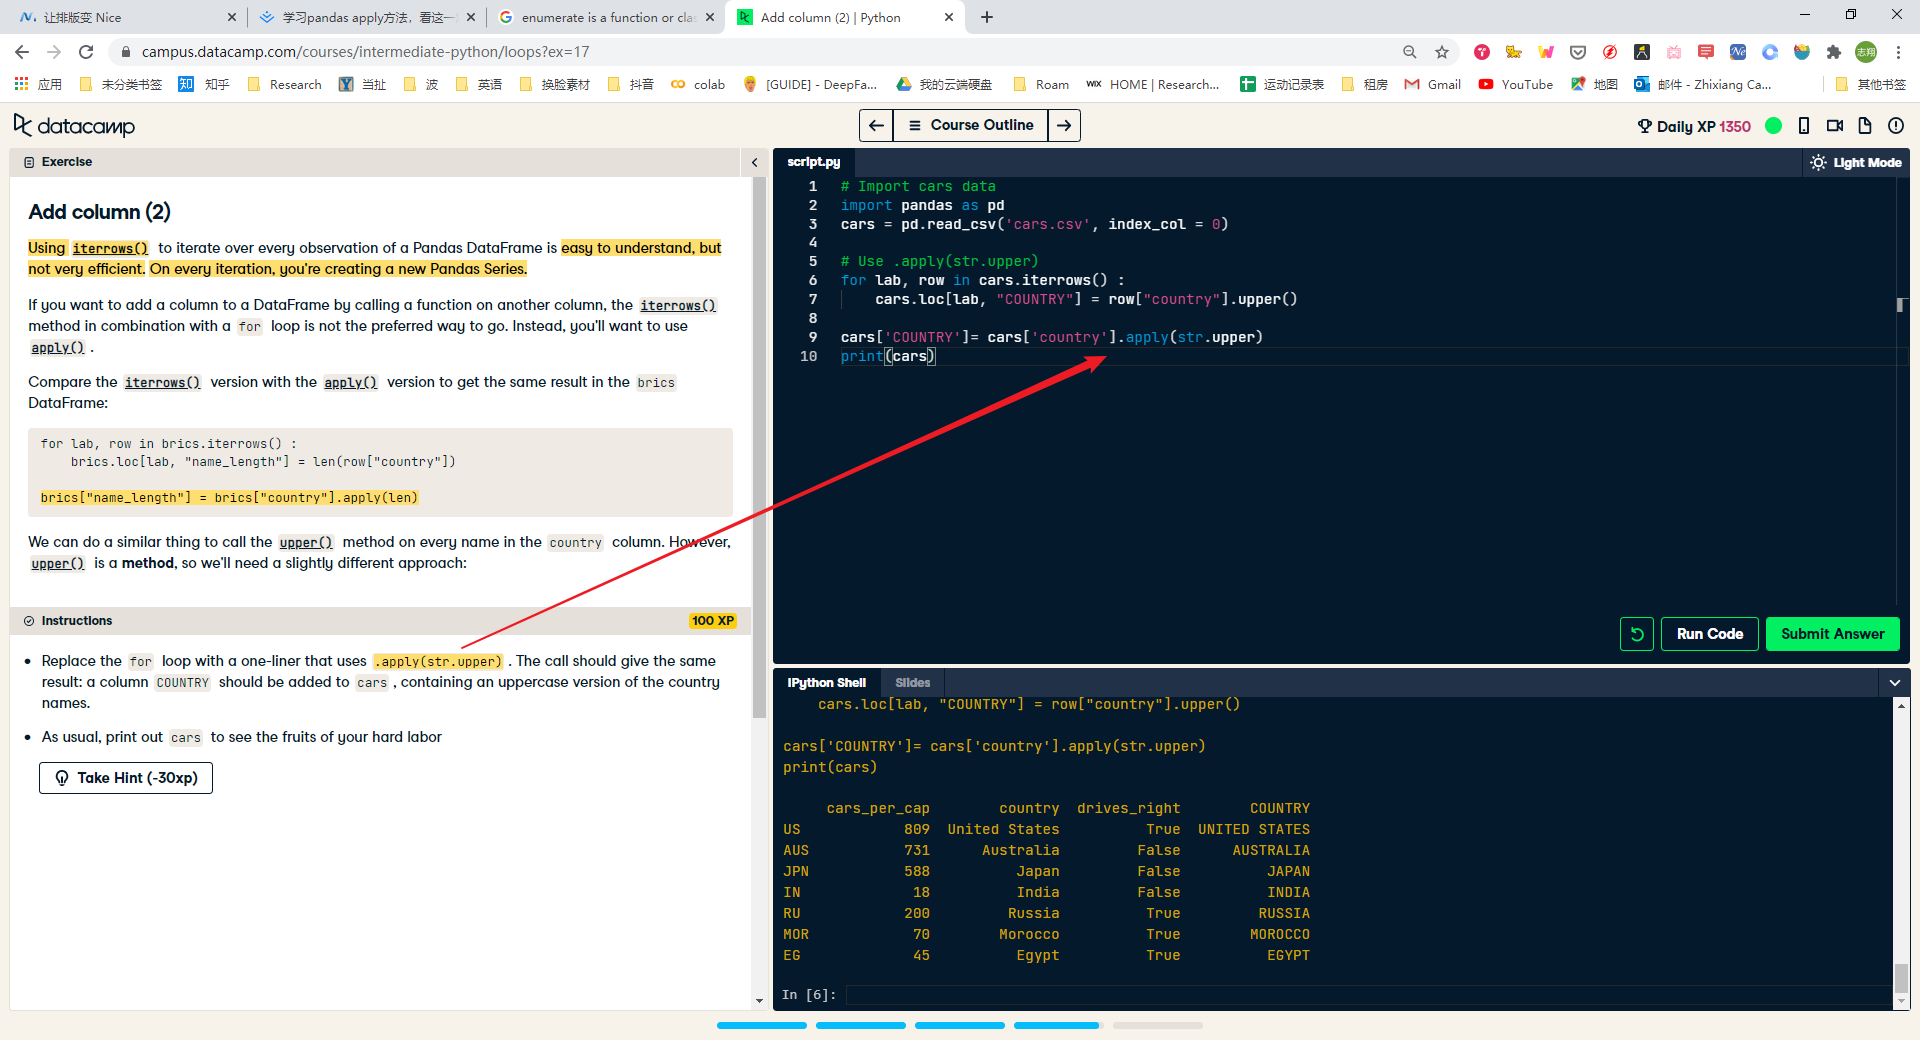 让排版变 Nice
学习pandas apply方法，看这一
enumerate is a function or clas
Add column (2) | Python
campus.datacamp.com/courses/intermediate-python/loops?ex=17
应用
未分类书签
知乎
Research
当扯
波
英语
换脸素材
抖音
colab
[GUIDE] - DeepFa...
我的云端硬盘
Roam
WIX HOME | Research...
运动记录表
租房
Gmail
YouTube
地图
邮件 - Zhixiang Ca...
其他书签
datacamp
Course Outline
Daily XP 1350
Exercise
Add column (2)
Using iterrows() to iterate over every observation of a Pandas DataFrame is easy to understand, but
not very efficient. On every iteration, you're creating a new Pandas Series.
If you want to add a column to a DataFrame by calling a function on another column, the iterrows()
method in combination with a for loop is not the preferred way to go. Instead, you'll want to use
apply() .
Compare the iterrows() version with the apply() version to get the same result in the brics
DataFrame:
for lab, row in brics.iterrows() :
    brics.loc[lab, "name_length"] = len(row["country"])
brics["name_length"] = brics["country"].apply(len)
We can do a similar thing to call the upper() method on every name in the country column. However,
upper() is a method, so we'll need a slightly different approach:
Instructions
100 XP
Replace the for loop with a one-liner that uses .apply(str.upper) . The call should give the same
result: a column COUNTRY should be added to cars , containing an uppercase version of the country
names.
As usual, print out cars to see the fruits of your hard labor
Take Hint (-30xp)
script.py
Light Mode
1 # Import cars data
2 import pandas as pd
3 cars = pd.read_csv('cars.csv', index_col = 0)
4
5 # Use .apply(str.upper)
6 for lab, row in cars.iterrows() :
7     cars.loc[lab, "COUNTRY"] = row["country"].upper()
8
9 cars['COUNTRY']= cars['country'].apply(str.upper)
10 print(cars)
Run Code
Submit Answer
IPython Shell
Slides
    cars.loc[lab, "COUNTRY"] = row["country"].upper()
cars['COUNTRY']= cars['country'].apply(str.upper)
print(cars)
     cars_per_cap        country  drives_right        COUNTRY
US            809  United States          True  UNITED STATES
AUS           731      Australia         False      AUSTRALIA
JPN           588          Japan         False          JAPAN
IN             18          India         False          INDIA
RU            200         Russia          True         RUSSIA
MOR            70        Morocco          True        MOROCCO
EG             45          Egypt          True          EGYPT
In [6]: